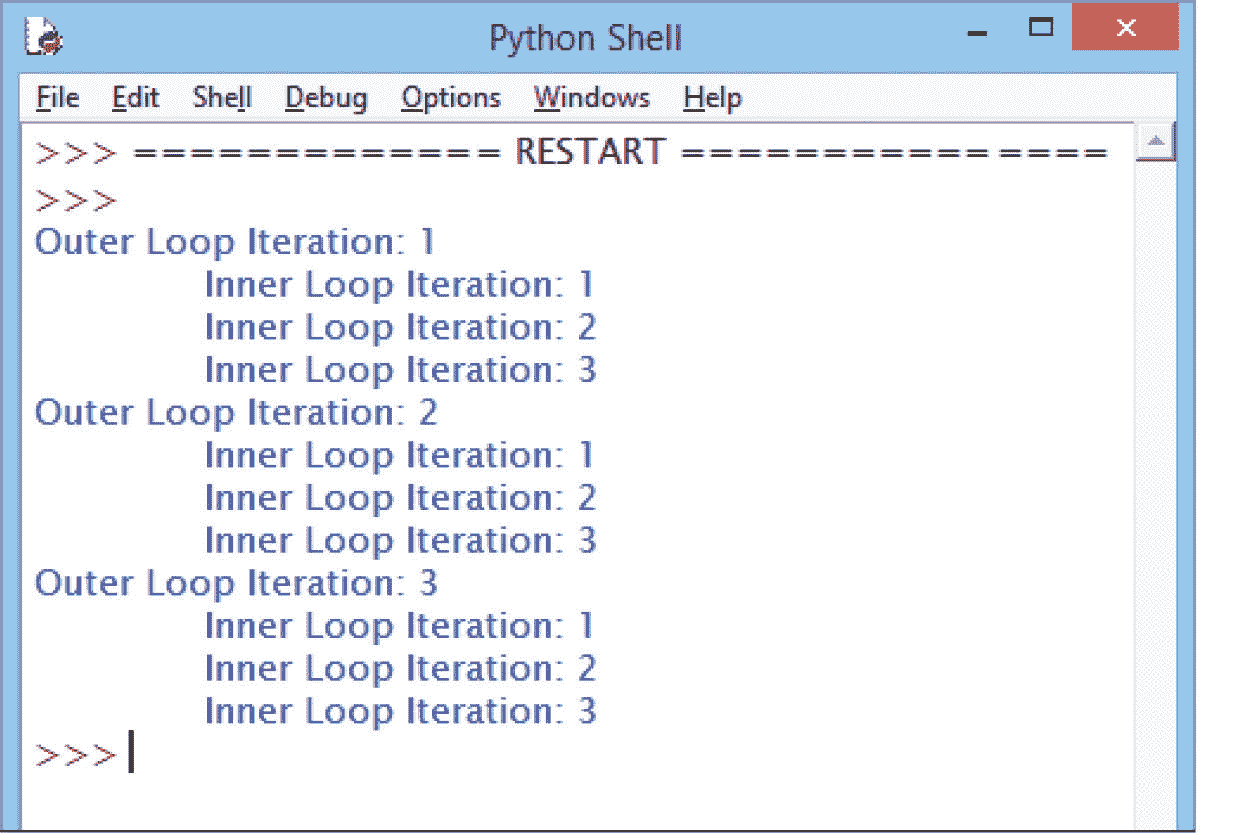 Python Shell
File Edit Shell Debug Options Windows Help
>>> ============= RESTART ===============
>>>
Outer Loop Iteration: 1
Inner Loop Iteration: 1
Inner Loop Iteration: 2
Inner Loop Iteration: 3
Outer Loop Iteration: 2
Inner Loop Iteration: 1
Inner Loop Iteration: 2
Inner Loop Iteration: 3
Outer Loop Iteration: 3
Inner Loop Iteration: 1
Inner Loop Iteration: 2
Inner Loop Iteration: 3
>>>